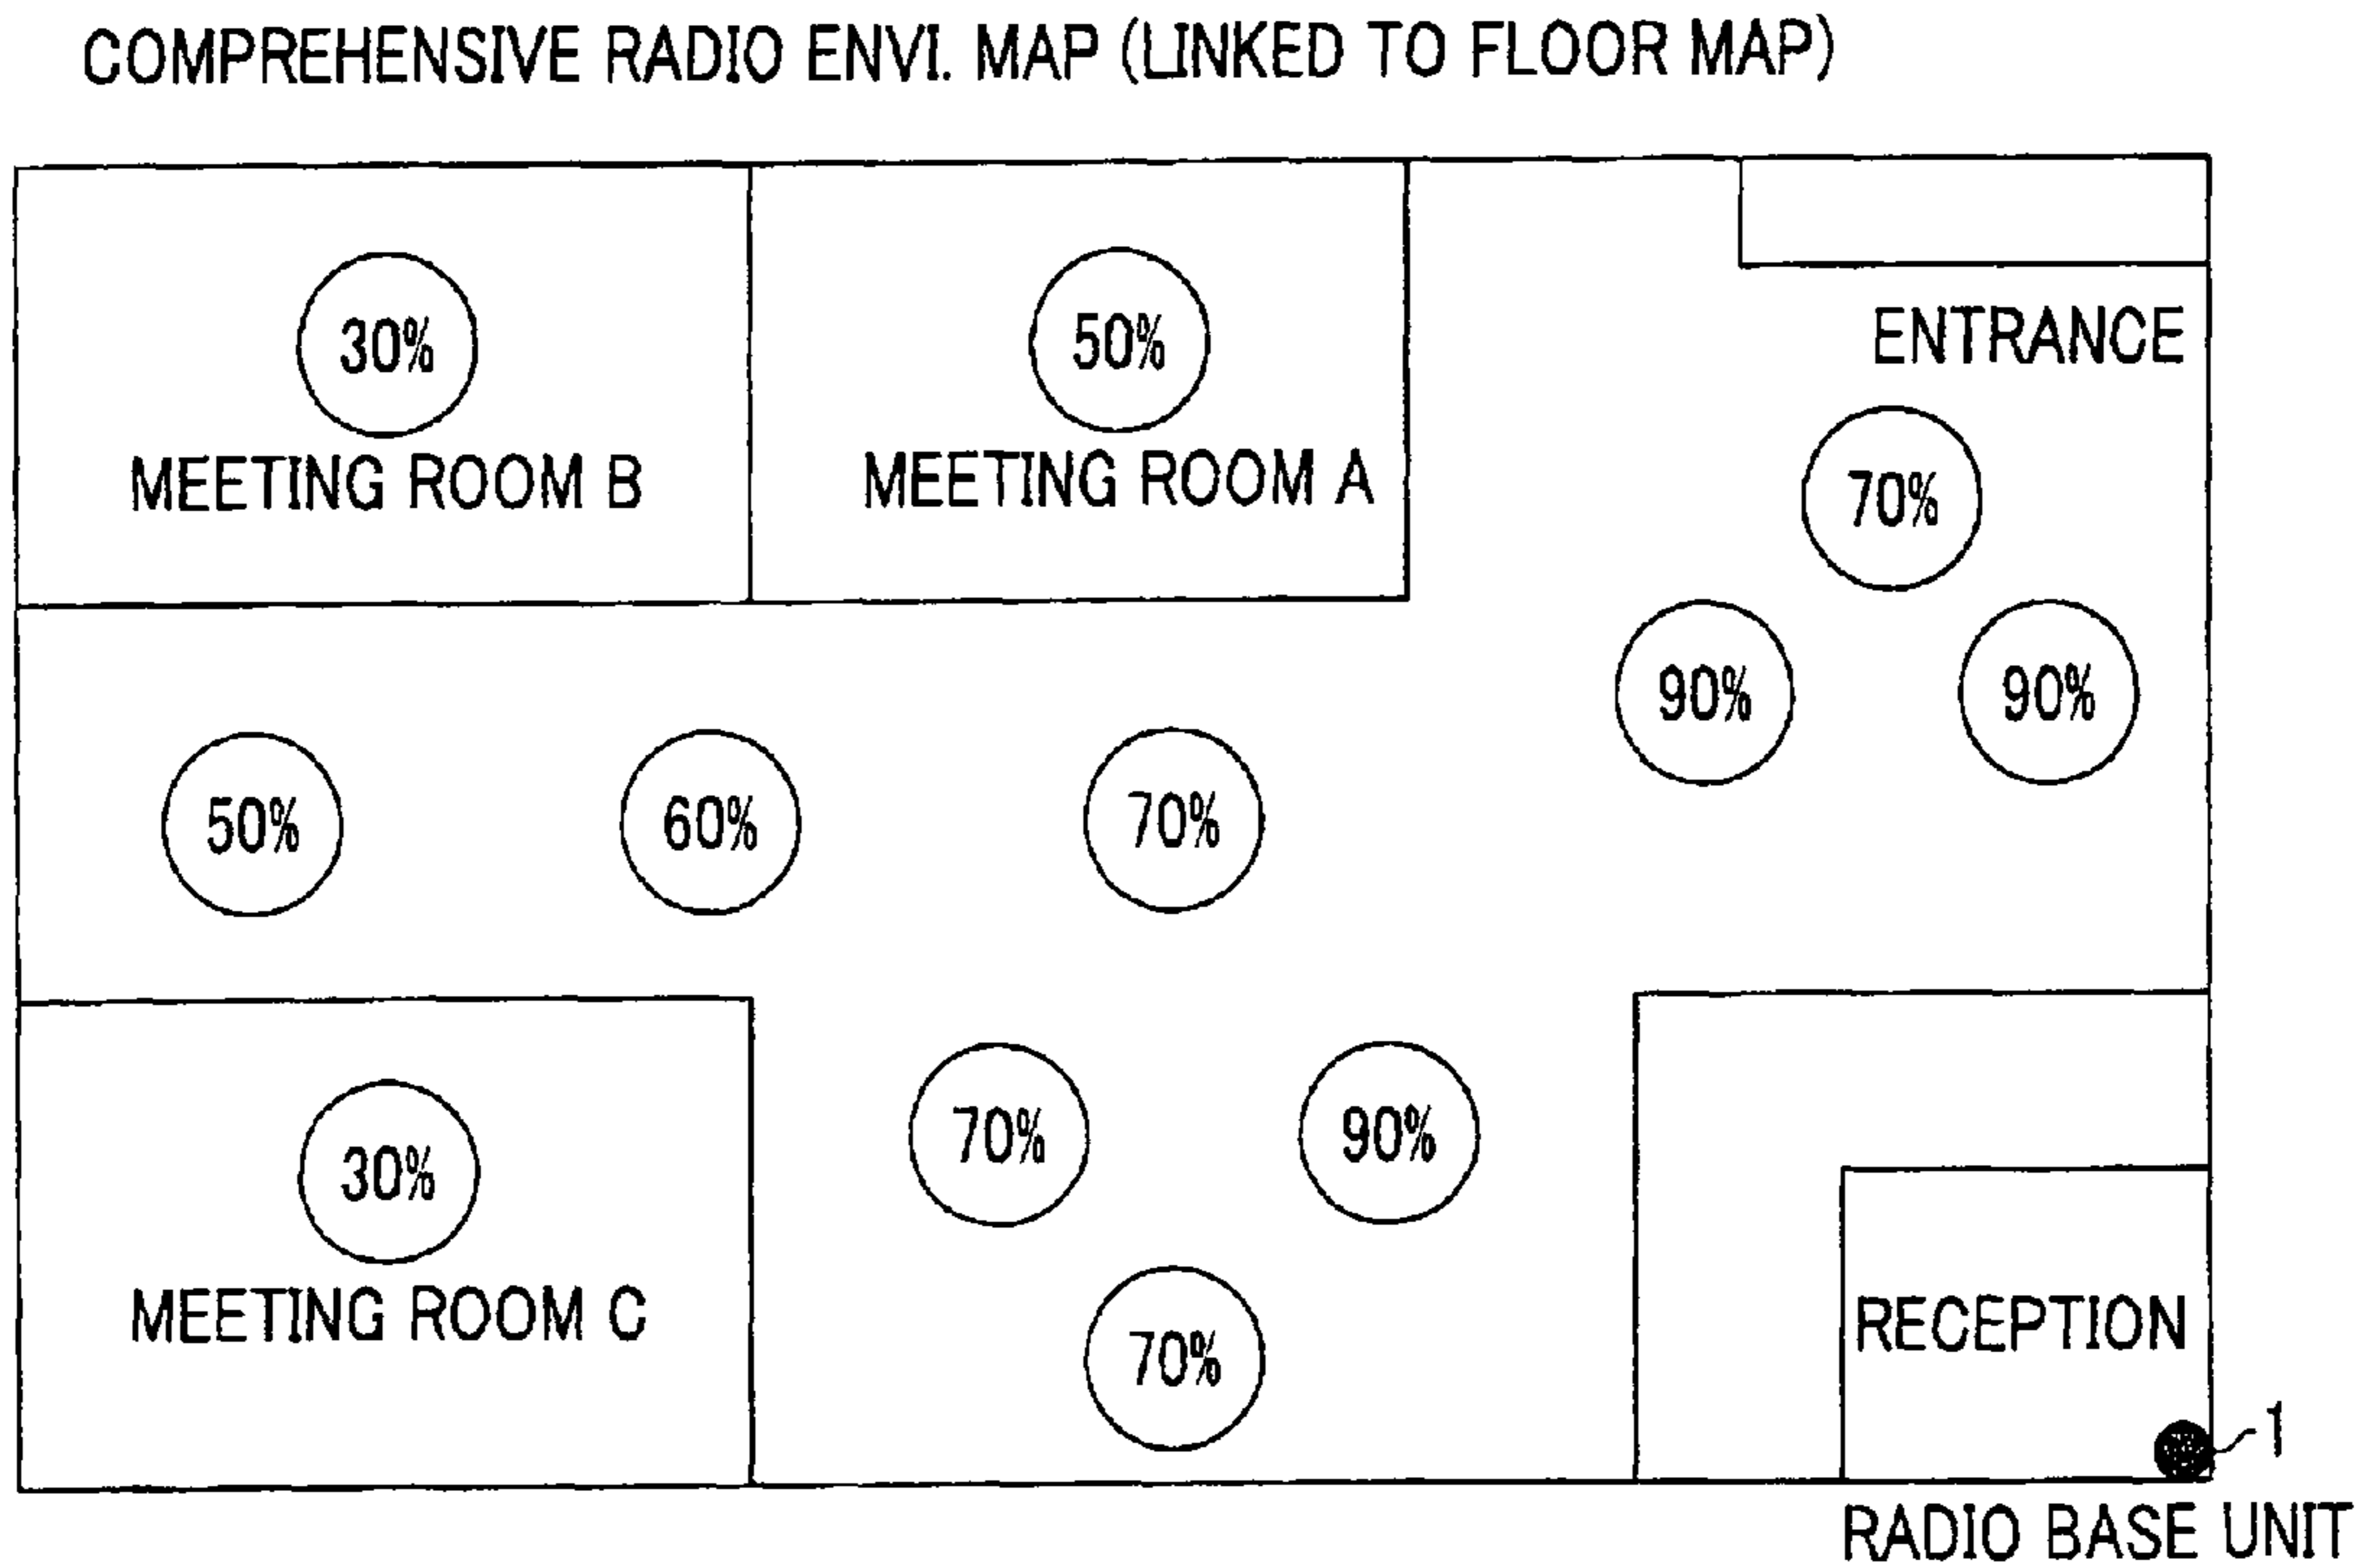 COMPREHENSIVE RADIO ENVI. MAP (LINKED TO FLOOR MAP)
30%
MEETING ROOM B
50%
MEETING ROOM A
ENTRANCE
70%
90%
90%
50%
60%
70%
30%
MEETING ROOM C
70%
90%
70%
RECEPTION
1
RADIO BASE UNIT